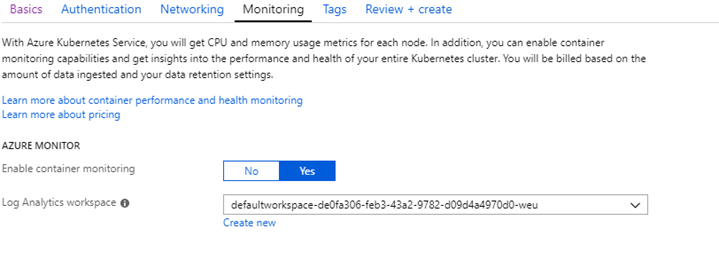 Basics Authentication Networking Monitoring Tags Review + create
With Azure Kubernetes Service, you will get CPU and memory usage metrics for each node. In addition, you can enable container
monitoring capabilities and get insights into the performance and health of your entire Kubernetes cluster. You will be billed based on the
amount of data ingested and your data retention settings.
Learn more about container performance and health monitoring
Learn more about pricing
AZURE MONITOR
Enable container monitoring No Yes
Log Analytics workspace defaultworkspace-de0fa306-feb3-43a2-9782-d09d4a4970d0-weu
Create new